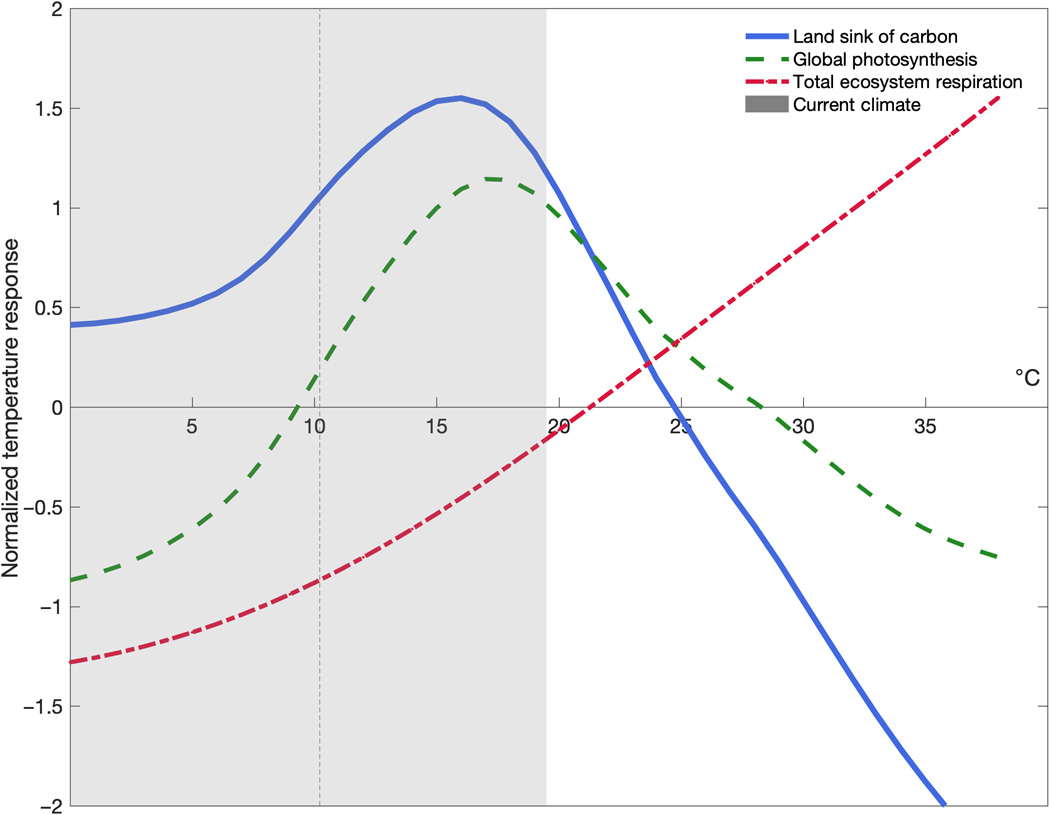 2
1.5
1
0.5
0
−0.5
−1
−1.5
−2
Normalized temperature response
5
10
15
20
25
30
35
°C
Land sink of carbon
Global photosynthesis
Total ecosystem respiration
Current climate